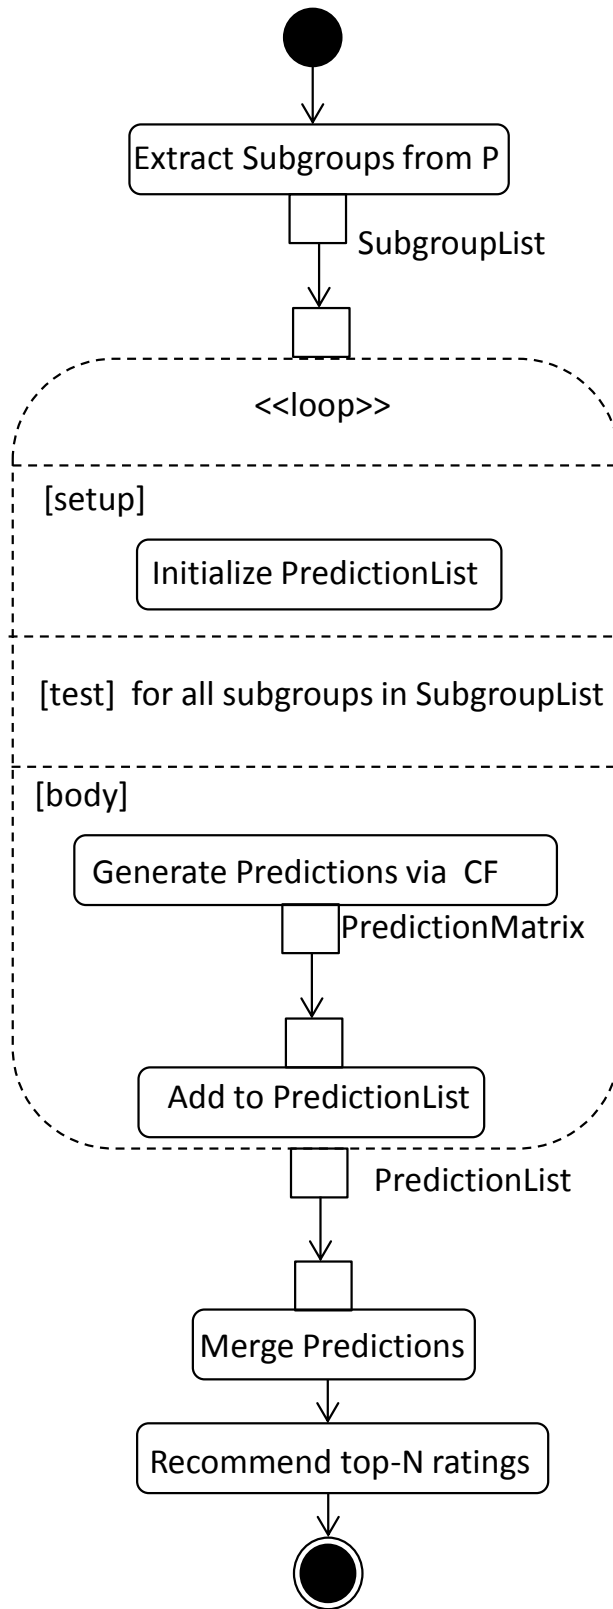 Extract Subgroups from P
SubgroupList
<<loop>>
[setup]
Initialize PredictionList
[test] for all subgroups in SubgroupList
[body]
Generate Predictions via CF
PredictionMatrix
Add to PredictionList
PredictionList
Merge Predictions
Recommend top-N ratings